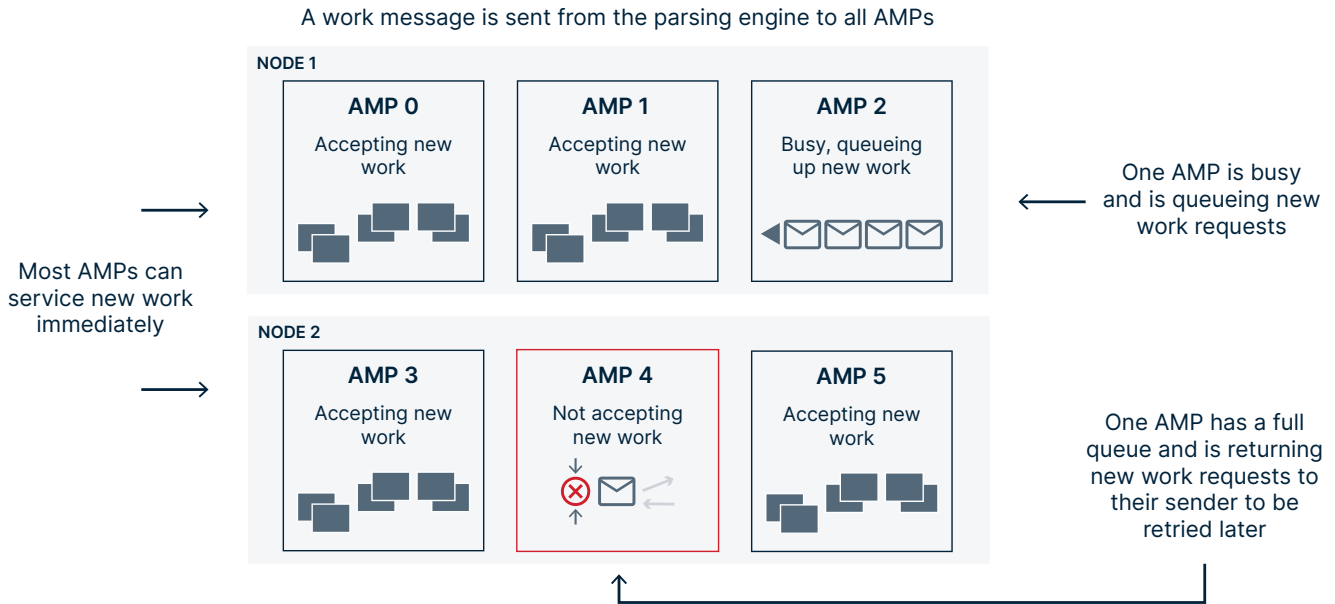 A work message is sent from the parsing engine to all AMPs
NODE 1
AMP 0
Accepting new
work
AMP 1
Accepting new
work
AMP 2
Busy, queueing
up new work
One AMP is busy
and is queueing new
work requests
Most AMPs can
service new work
immediately
NODE 2
AMP 3
Accepting new
work
AMP 4
Not accepting
new work
AMP 5
Accepting new
work
One AMP has a full
queue and is returning
new work requests to
their sender to be
retried later